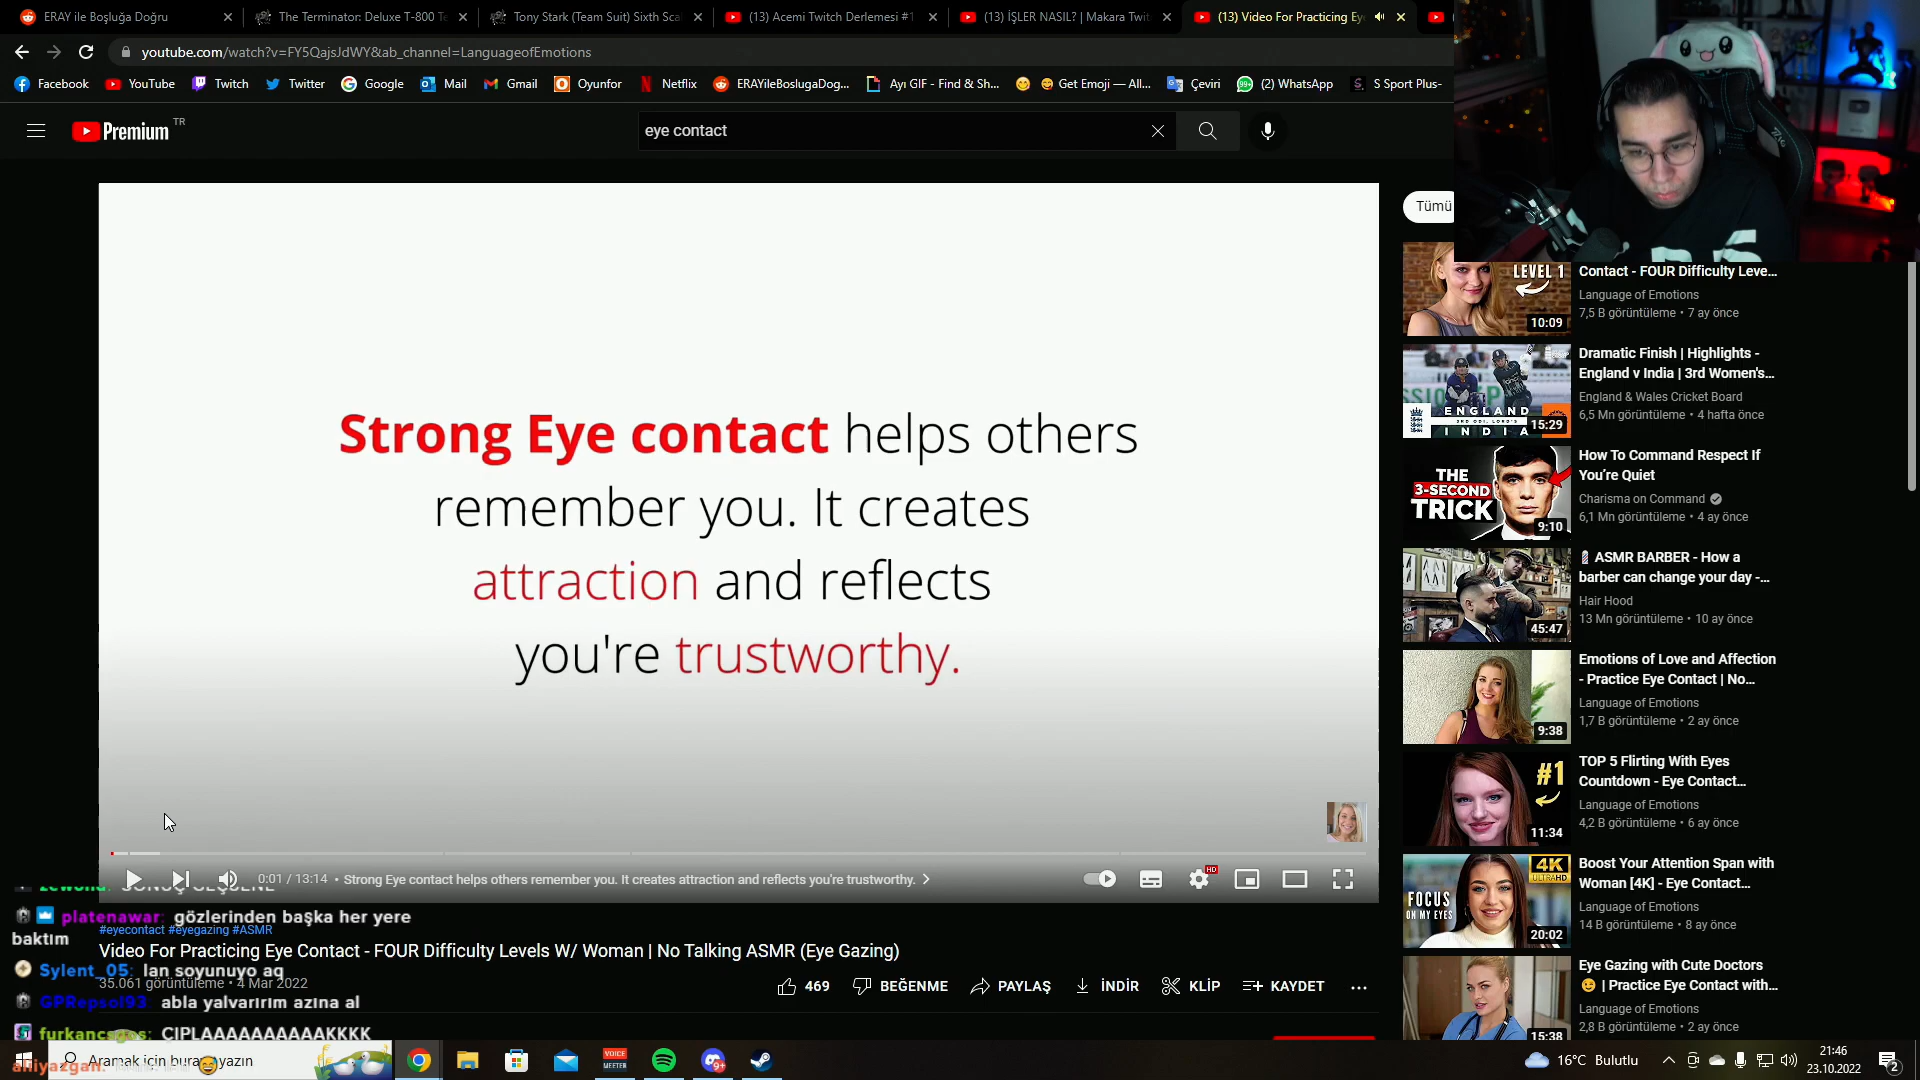 ERAY ile Boşluğa Doğru
The Terminator: Deluxe T-800 Te
Tony Stark (Team Suit) Sixth Sca
(13) Acemi Twitch Derlemesi #1
(13) İŞLER NASIL? | Makara Twit
(13) Video For Practicing Ey
youtube.com/watch?v=FY5QajsJdWY&ab_channel=LanguageofEmotions
Facebook YouTube Twitch Twitter Google Mail Gmail Oyunfor Netflix ERAYileBoslugaDog... Ayı GIF - Find & Sh... Get Emoji — All... Çeviri (2) WhatsApp S Sport Plus-
Premium TR
eye contact
Tümü
Strong Eye contact helps others
remember you. It creates
attraction and reflects
you're trustworthy.
0:01 / 13:14 • Strong Eye contact helps others remember you. It creates attraction and reflects you're trustworthy.
HD
platenawar: gözlerinden başka her yere
baktım
#eyecontact #eyegazing #ASMR
Video For Practicing Eye Contact - FOUR Difficulty Levels W/ Woman | No Talking ASMR (Eye Gazing)
Sylent_05: lan soyunuyo aq
35.061 görüntüleme • 4 Mar 2022
469 BEĞENME PAYLAŞ İNDİR KLİP KAYDET
GPRepsol93: abla yalvarırım azına al
ÇIPLAAAAAAAAAAKKKK
LEVEL 1
10:09
Contact - FOUR Difficulty Leve...
Language of Emotions
7,5 B görüntüleme • 7 ay önce
ENGLAND
INDIA
15:29
Dramatic Finish | Highlights -
England v India | 3rd Women's...
England & Wales Cricket Board
6,5 Mn görüntüleme • 4 hafta önce
THE
3-SECOND
TRICK
9:10
How To Command Respect If
You’re Quiet
Charisma on Command
6,1 Mn görüntüleme • 4 ay önce
45:47
ASMR BARBER - How a
barber can change your day -...
Hair Hood
13 Mn görüntüleme • 10 ay önce
9:38
Emotions of Love and Affection
- Practice Eye Contact | No...
Language of Emotions
1,7 B görüntüleme • 2 ay önce
#1
11:34
TOP 5 Flirting With Eyes
Countdown - Eye Contact...
Language of Emotions
4,2 B görüntüleme • 6 ay önce
4K
ULTRA HD
FOCUS
ON MY EYES
20:02
Boost Your Attention Span with
Woman [4K] - Eye Contact...
Language of Emotions
14 B görüntüleme • 8 ay önce
15:38
Eye Gazing with Cute Doctors
| Practice Eye Contact with...
Language of Emotions
2,8 B görüntüleme • 2 ay önce
aliyazgan:
Aramak için buraya yazın
VOICE
MEETER
9+
16°C Bulutlu
21:46
23.10.2022
2